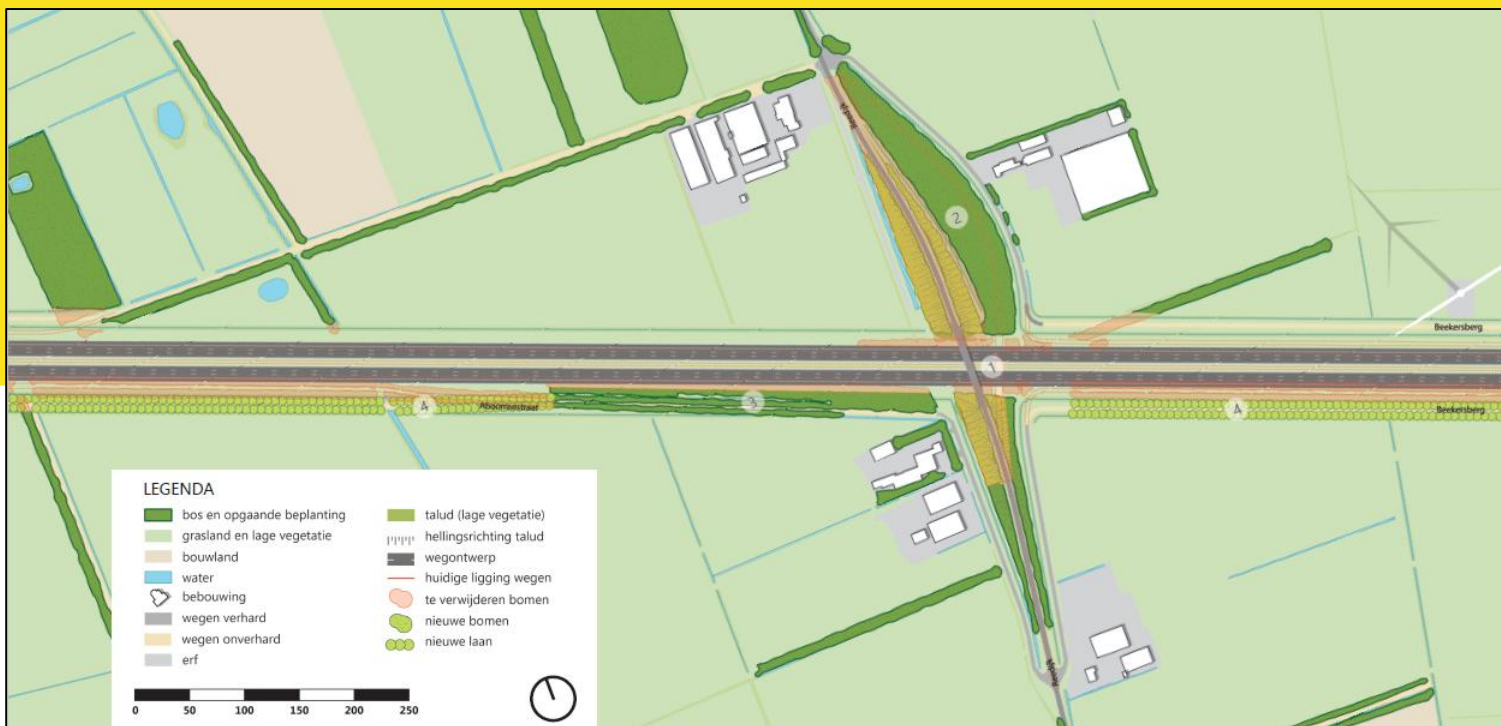 2
Beekersberg
1
3
4
4
Beekersberg
LEGENDA
bos en opgaande beplanting
grasland en lage vegetatie
bouwland
water
bebouwing
wegen verhard
wegen onverhard
erf
talud (lage vegetatie)
hellingsrichting talud
wegontwerp
huidige ligging wegen
te verwijderen bomen
nieuwe bomen
nieuwe laan
0 50 100 150 200 250